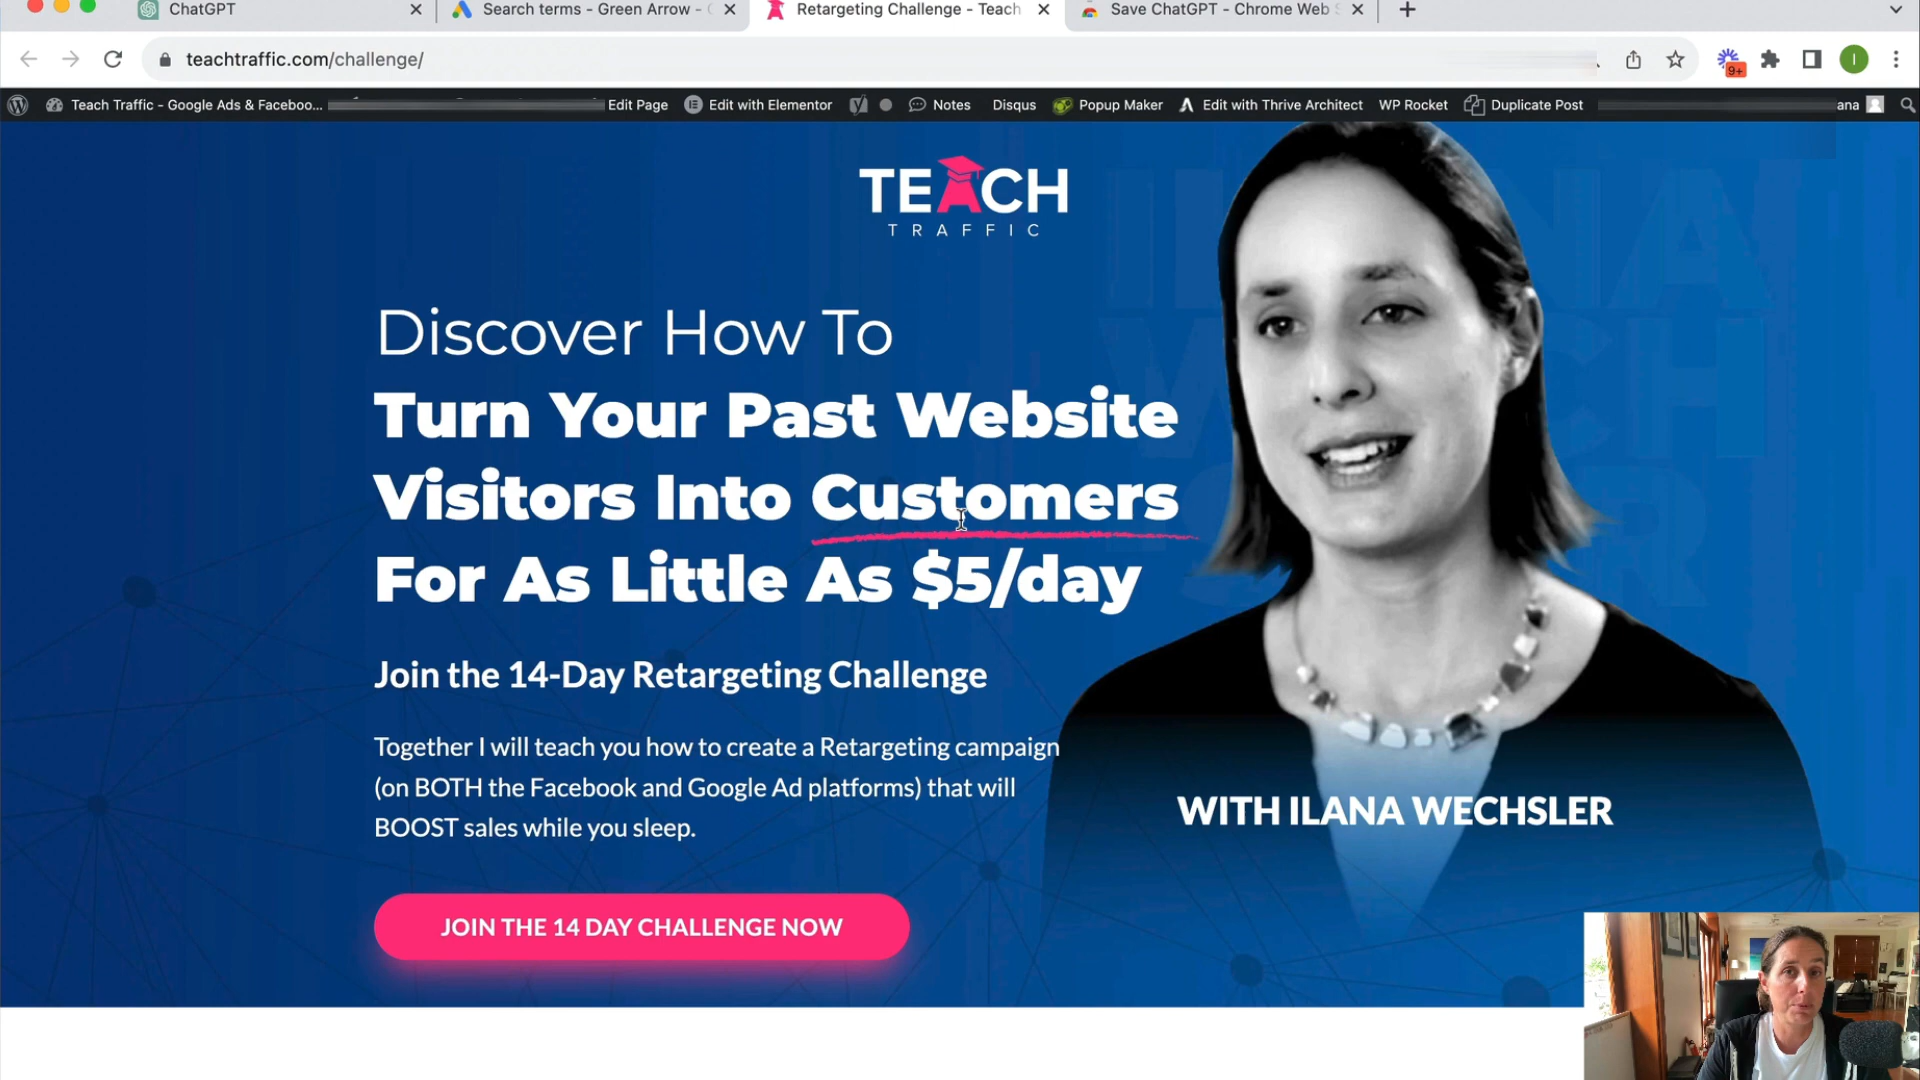 ChatGPT
Search terms - Green Arrow -
Retargeting Challenge - Teach
Save ChatGPT - Chrome Web
teachtraffic.com/challenge/
9+
I
Teach Traffic - Google Ads & Faceboo...
Edit Page
Edit with Elementor
Notes
Disqus
Popup Maker
Edit with Thrive Architect
WP Rocket
Duplicate Post
ana
TEACH
TRAFFIC
Discover How To
Turn Your Past Website
Visitors Into Customers
For As Little As $5/day
Join the 14-Day Retargeting Challenge
Together I will teach you how to create a Retargeting campaign
(on BOTH the Facebook and Google Ad platforms) that will
BOOST sales while you sleep.
WITH ILANA WECHSLER
JOIN THE 14 DAY CHALLENGE NOW